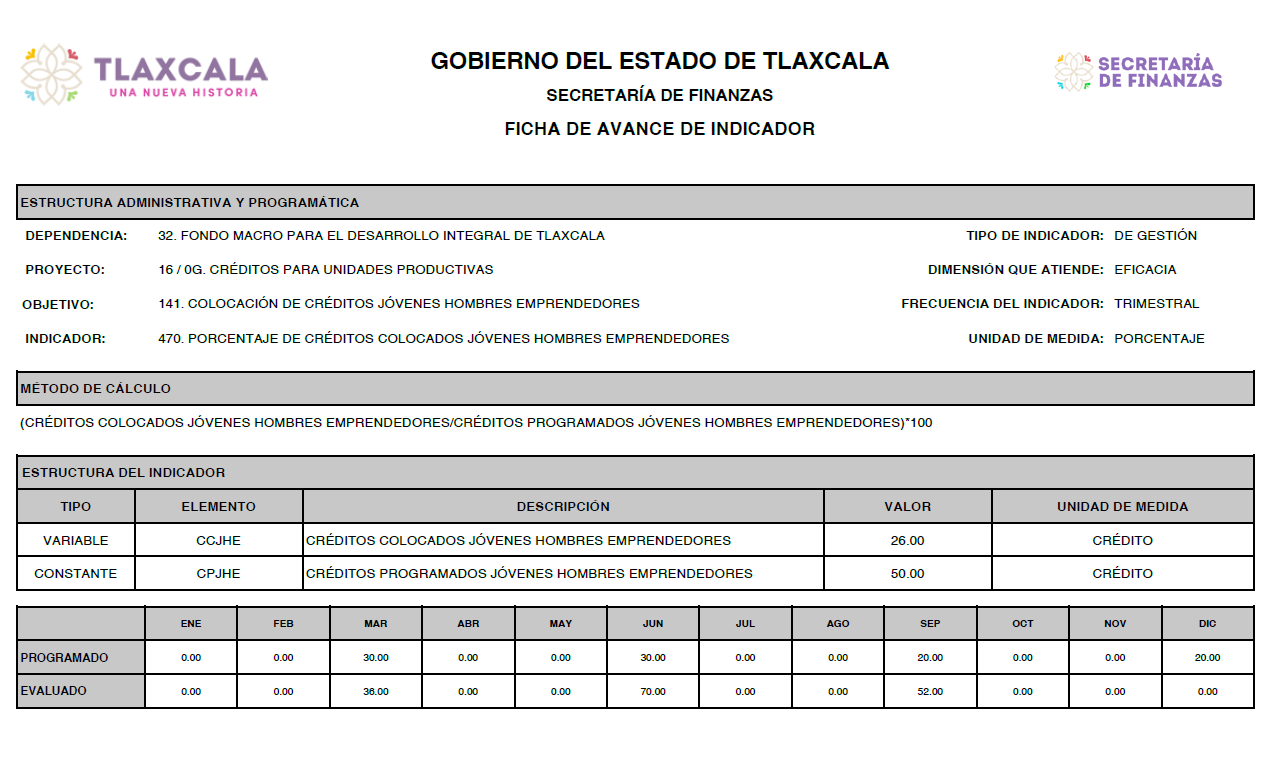 TLAXCALA
UNA NUEVA HISTORIA
GOBIERNO DEL ESTADO DE TLAXCALA
SECRETARÍA DE FINANZAS
FICHA DE AVANCE DE INDICADOR
SECRETARÍA
DE FINANZAS
ESTRUCTURA ADMINISTRATIVA Y PROGRAMÁTICA
DEPENDENCIA: 32. FONDO MACRO PARA EL DESARROLLO INTEGRAL DE TLAXCALA TIPO DE INDICADOR: DE GESTIÓN
PROYECTO: 16 / 0G. CRÉDITOS PARA UNIDADES PRODUCTIVAS DIMENSIÓN QUE ATIENDE: EFICACIA
OBJETIVO: 141. COLOCACIÓN DE CRÉDITOS JÓVENES HOMBRES EMPRENDEDORES FRECUENCIA DEL INDICADOR: TRIMESTRAL
INDICADOR: 470. PORCENTAJE DE CRÉDITOS COLOCADOS JÓVENES HOMBRES EMPRENDEDORES UNIDAD DE MEDIDA: PORCENTAJE
MÉTODO DE CÁLCULO
(CRÉDITOS COLOCADOS JÓVENES HOMBRES EMPRENDEDORES/CRÉDITOS PROGRAMADOS JÓVENES HOMBRES EMPRENDEDORES)*100
ESTRUCTURA DEL INDICADOR
TIPO ELEMENTO DESCRIPCIÓN VALOR UNIDAD DE MEDIDA
VARIABLE CCJHE CRÉDITOS COLOCADOS JÓVENES HOMBRES EMPRENDEDORES 26.00 CRÉDITO
CONSTANTE CPJHE CRÉDITOS PROGRAMADOS JÓVENES HOMBRES EMPRENDEDORES 50.00 CRÉDITO
ENE FEB MAR ABR MAY JUN JUL AGO SEP OCT NOV DIC
PROGRAMADO 0.00 0.00 30.00 0.00 0.00 30.00 0.00 0.00 20.00 0.00 0.00 20.00
EVALUADO 0.00 0.00 36.00 0.00 0.00 70.00 0.00 0.00 52.00 0.00 0.00 0.00